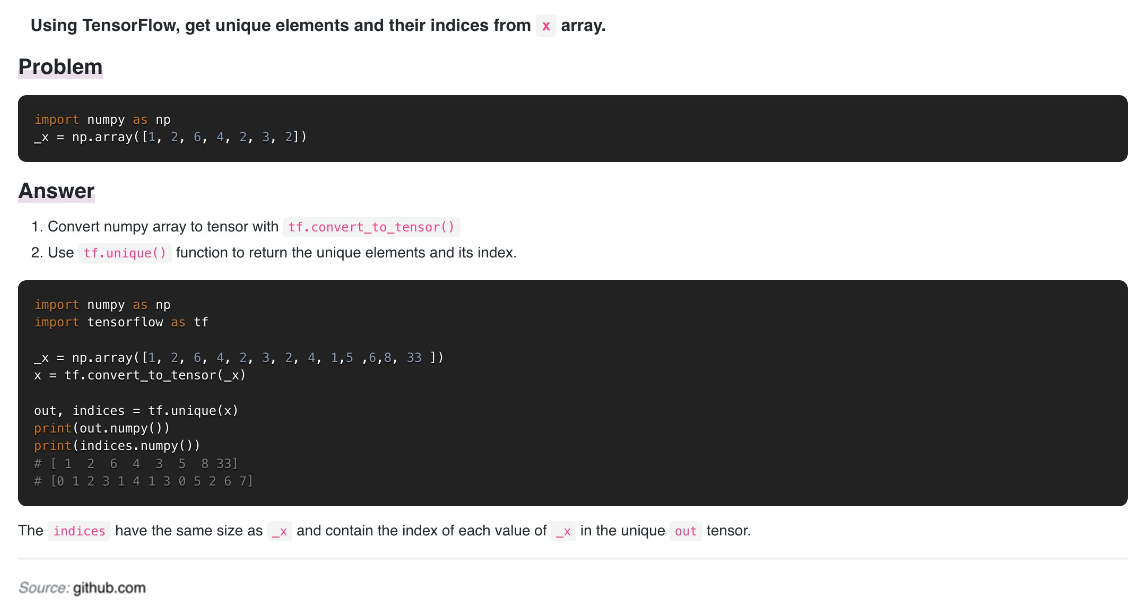 Using TensorFlow, get unique elements and their indices from x array.
Problem
import numpy as np
_x = np.array([1, 2, 6, 4, 2, 3, 2])
Answer
1. Convert numpy array to tensor with tf.convert_to_tensor()
2. Use tf.unique() function to return the unique elements and its index.
import numpy as np
import tensorflow as tf
_x = np.array([1, 2, 6, 4, 2, 3, 2, 4, 1,5 ,6,8, 33 ])
x = tf.convert_to_tensor(_x)
out, indices = tf.unique(x)
print(out.numpy())
print(indices.numpy())
# [ 1  2  6  4  3  5  8 33]
# [0 1 2 3 1 4 1 3 0 5 2 6 7]
The indices have the same size as _x and contain the index of each value of _x in the unique out tensor.
Source: github.com